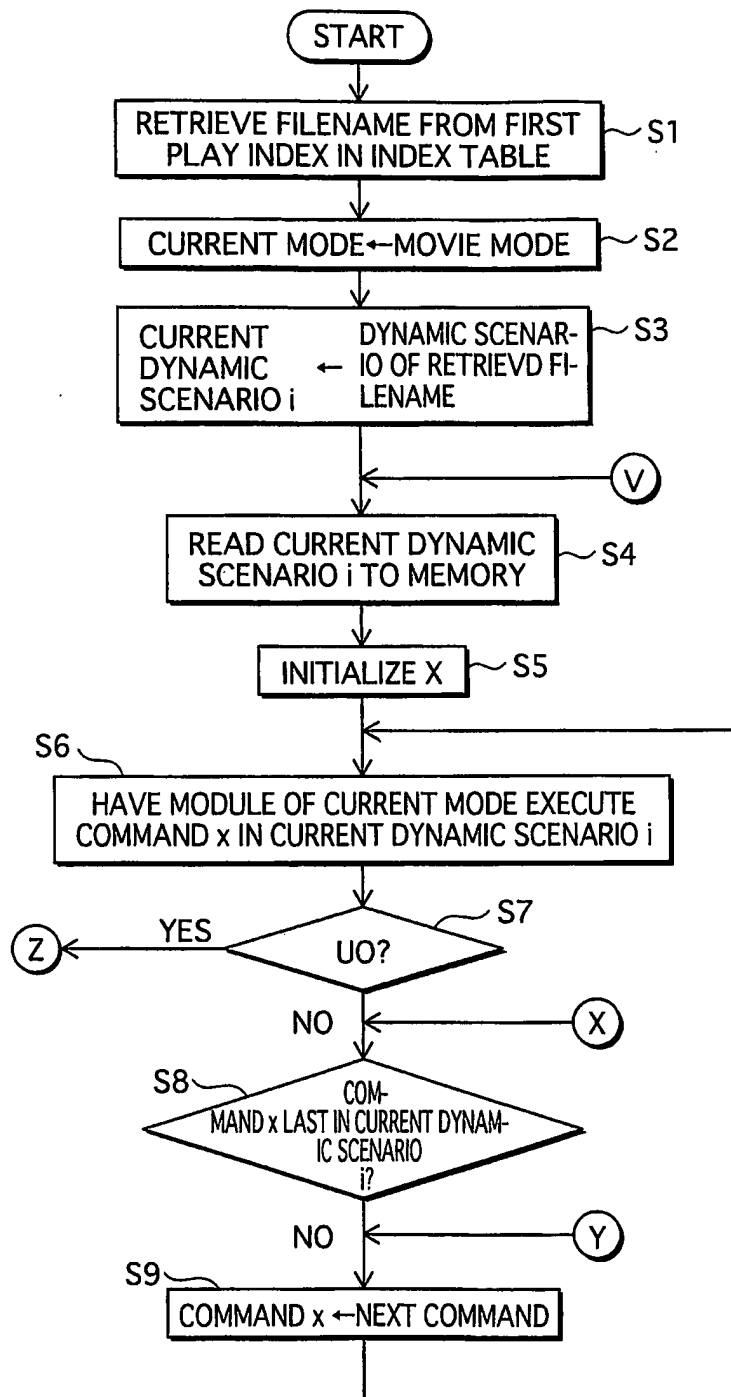 START
RETRIEVE FILENAME FROM FIRST
PLAY INDEX IN INDEX TABLE
S1
CURRENT MODE←MOVIE MODE
S2
CURRENT
DYNAMIC
SCENARIO i
←
DYNAMIC SCENAR-
IO OF RETRIEVD FI-
LENAME
S3
V
READ CURRENT DYNAMIC
SCENARIO i TO MEMORY
S4
INITIALIZE X
S5
S6
HAVE MODULE OF CURRENT MODE EXECUTE
COMMAND x IN CURRENT DYNAMIC SCENARIO i
S7
YES
Z
UO?
NO
X
S8
COM-
MAND x LAST IN CURRENT DYNAM-
IC SCENARIO
i?
NO
Y
S9
COMMAND x ←NEXT COMMAND